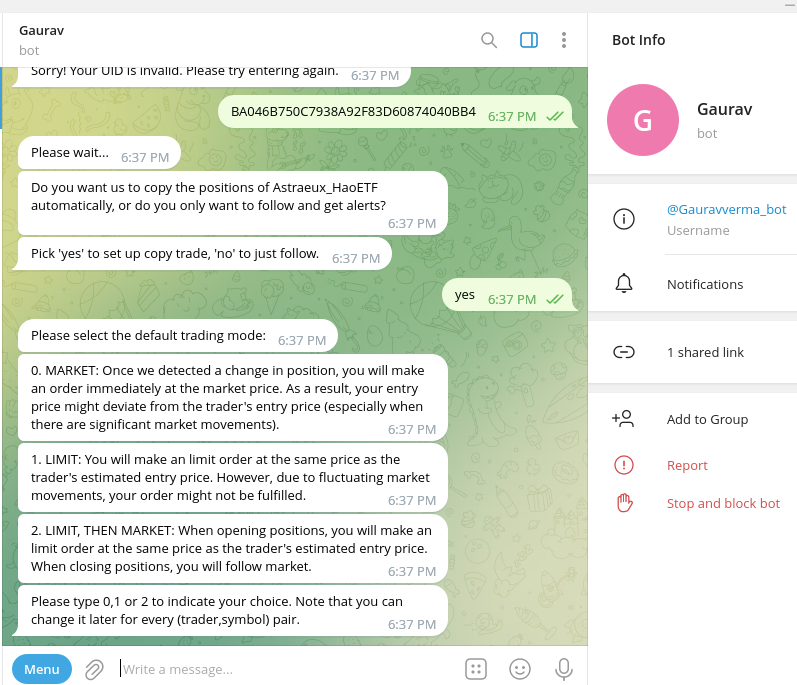 Gaurav
bot
Sorry! Your UID is invalid. Please try entering again. 6:37 PM
BA046B750C7938A92F83D60874040BB4 6:37 PM
Please wait... 6:37 PM
Do you want us to copy the positions of Astraeux_HaoETF
automatically, or do you only want to follow and get alerts?
6:37 PM
Pick 'yes' to set up copy trade, 'no' to just follow. 6:37 PM
yes 6:37 PM
Please select the default trading mode: 6:37 PM
0. MARKET: Once we detected a change in position, you will make
an order immediately at the market price. As a result, your entry
price might deviate from the trader's entry price (especially when
there are significant market movements). 6:37 PM
1. LIMIT: You will make an limit order at the same price as the
trader's estimated entry price. However, due to fluctuating market
movements, your order might not be fulfilled. 6:37 PM
2. LIMIT, THEN MARKET: When opening positions, you will make an
limit order at the same price as the trader's estimated entry price.
When closing positions, you will follow market. 6:37 PM
Please type 0,1 or 2 to indicate your choice. Note that you can
change it later for every (trader,symbol) pair. 6:37 PM
Menu
Write a message...
Bot Info
G
Gaurav
bot
@Gauravverma_bot
Username
Notifications
1 shared link
Add to Group
Report
Stop and block bot